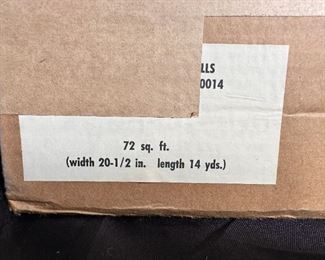 LLS
0014
72 sq. ft.
(width 20-1/2 in. length 14 yds.)